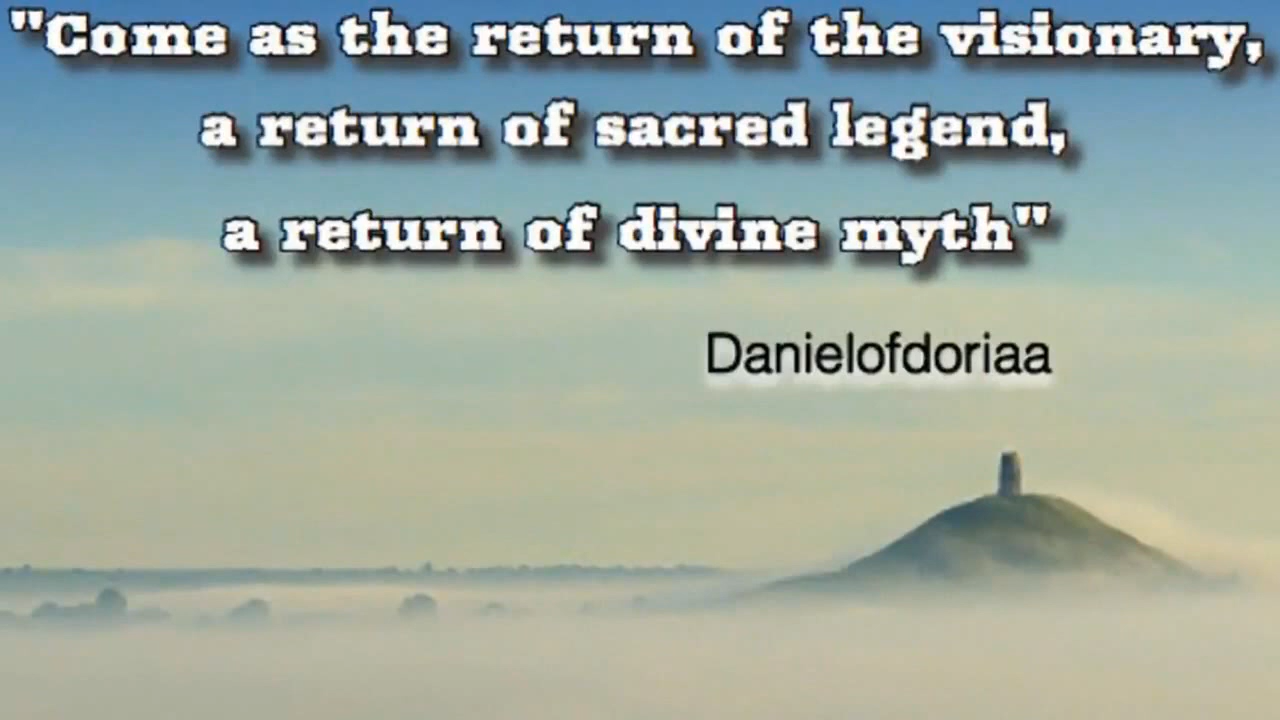 "Come as the return of the visionary,
a return of sacred legend,
a return of divine myth"
Danielofdoriaa